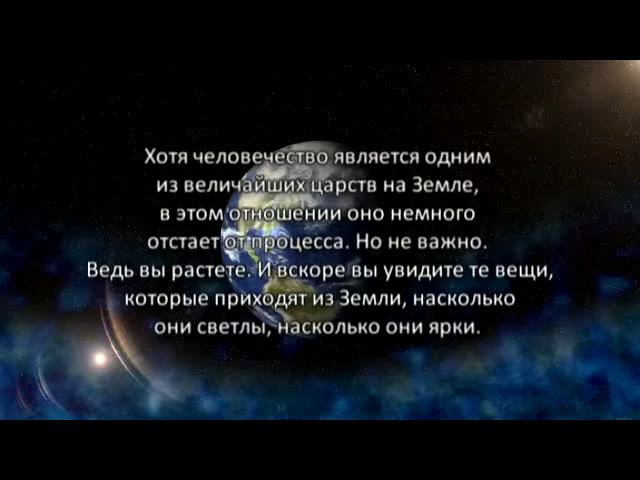 Хотя человечество является одним
из величайших царств на Земле,
в этом отношении оно немного
отстает от процесса. Но не важно.
Ведь вы растете. И вскоре вы увидите те вещи,
которые приходят из Земли, насколько
они светлы, насколько они ярки.